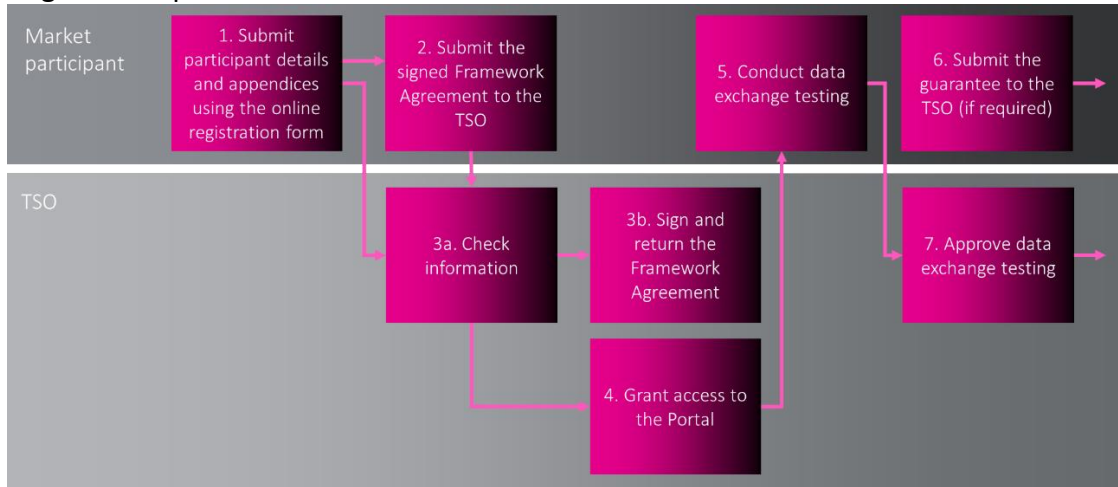 Market
participant
1. Submit
participant details
and appendices
using the online
registration form
2. Submit the
signed Framework
Agreement to the
TSO
5. Conduct data
exchange testing
6. Submit the
guarantee to the
TSO (if required)
TSO
3a. Check
information
3b. Sign and
return the
Framework
Agreement
7. Approve data
exchange testing
4. Grant access to
the Portal